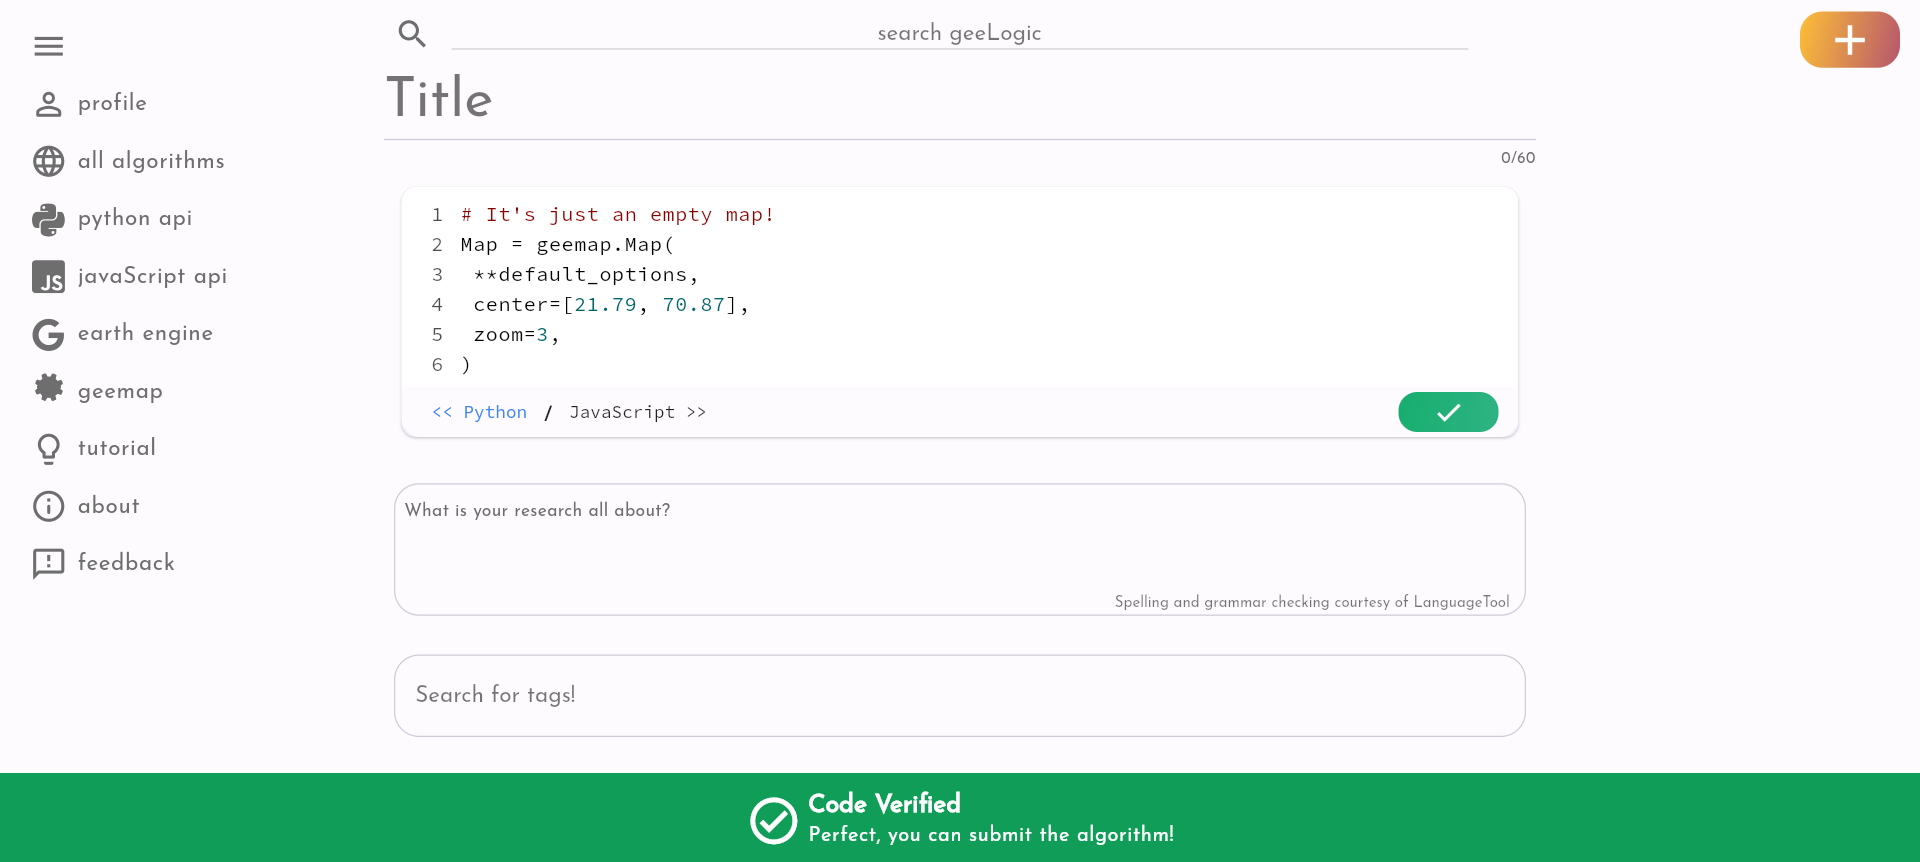 search geeLogic
profile
all algorithms
python api
javaScript api
JS
earth engine
geemap
tutorial
about
feedback
Title
0/60
1 # It's just an empty map!
2 Map = geemap.Map(
3  **default_options,
4  center=[21.79, 70.87],
5  zoom=3,
6 )
<< Python / JavaScript >>
What is your research all about?
Spelling and grammar checking courtesy of LanguageTool
Search for tags!
Code Verified
Perfect, you can submit the algorithm!